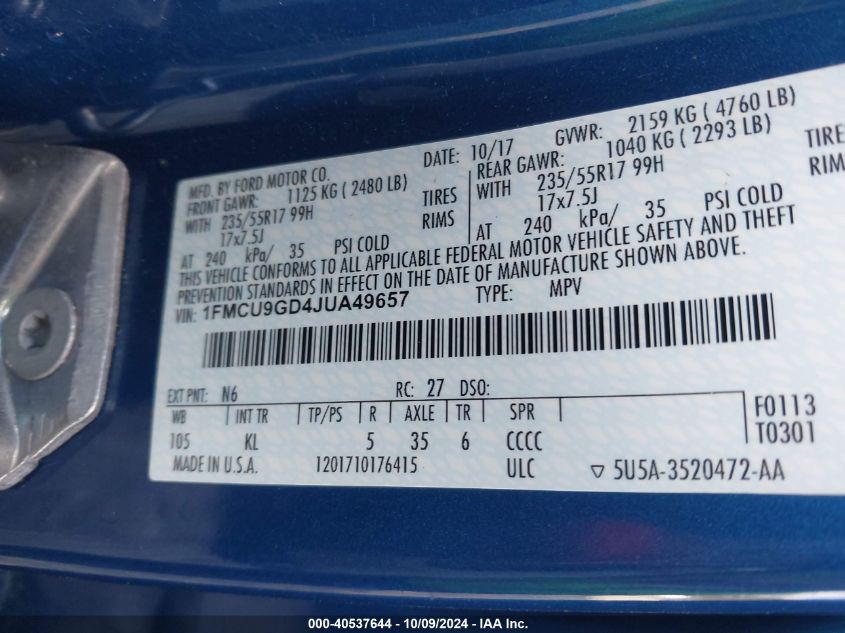 MFD. BY FORD MOTOR CO. DATE: 10/17 GVWR: 2159 KG ( 4760 LB)
FRONT GAWR: 1125 KG ( 2480 LB) REAR GAWR: 1040 KG ( 2293 LB)
WITH 235/55R17 99H TIRES WITH 235/55R17 99H TIRES
17x7.5J RIMS 17x7.5J RIMS
AT 240 kPa/ 35 PSI COLD AT 240 kPa/ 35 PSI COLD
THIS VEHICLE CONFORMS TO ALL APPLICABLE FEDERAL MOTOR VEHICLE SAFETY AND THEFT
PREVENTION STANDARDS IN EFFECT ON THE DATE OF MANUFACTURE SHOWN ABOVE.
VIN: 1FMCU9GD4JUA49657 TYPE: MPV
EXT PNT: N6 RC: 27 DSO:
WB INT TR TP/PS R AXLE TR SPR F0113
105 KL 5 35 6 CCCC T0301
MADE IN U.S.A. 1201710176415 ULC ▽ 5U5A-3520472-AA
000-40537644 - 10/09/2024 - IAA Inc.